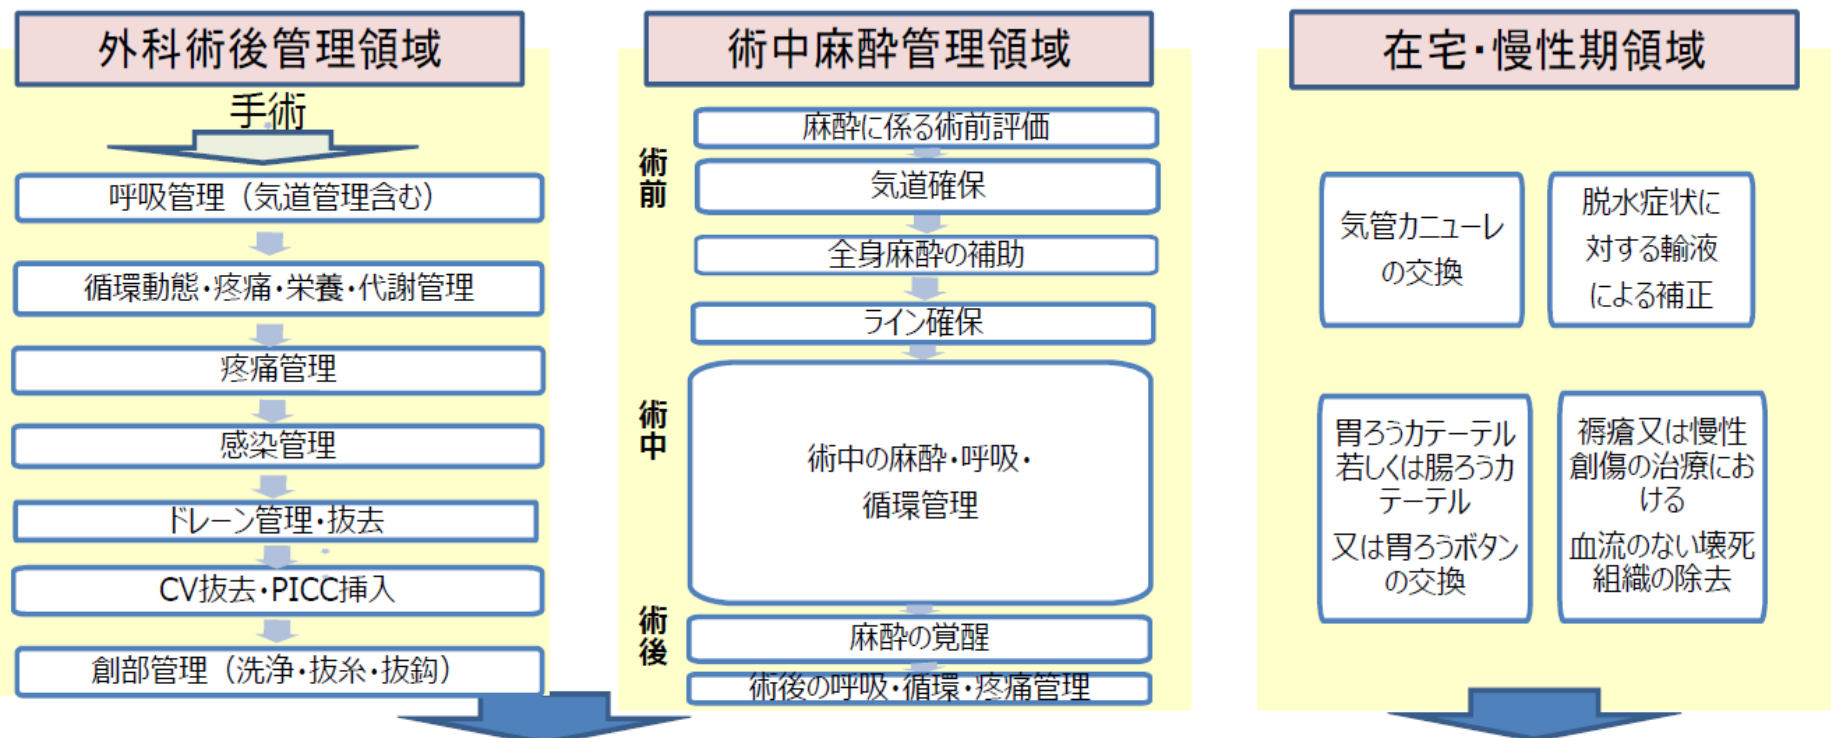 外科術後管理領域
手術
呼吸管理（気道管理含む）
循環動態・疼痛・栄養・代謝管理
疼痛管理
感染管理
ドレーン管理・抜去
CV抜去・PICC挿入
創部管理（洗浄・抜糸・抜鈎）
術中麻酔管理領域
術前
麻酔に係る術前評価
気道確保
全身麻酔の補助
ライン確保
術中
術中の麻酔・呼吸・
循環管理
術後
麻酔の覚醒
術後の呼吸・循環・疼痛管理
在宅・慢性期領域
気管カニューレ
の交換
脱水症状に
対する輸液
による補正
胃ろうカテーテル
若しくは腸ろうカ
テーテル
又は胃ろうボタン
の交換
褥瘡又は慢性
創傷の治療にお
ける
血流のない壊死
組織の除去